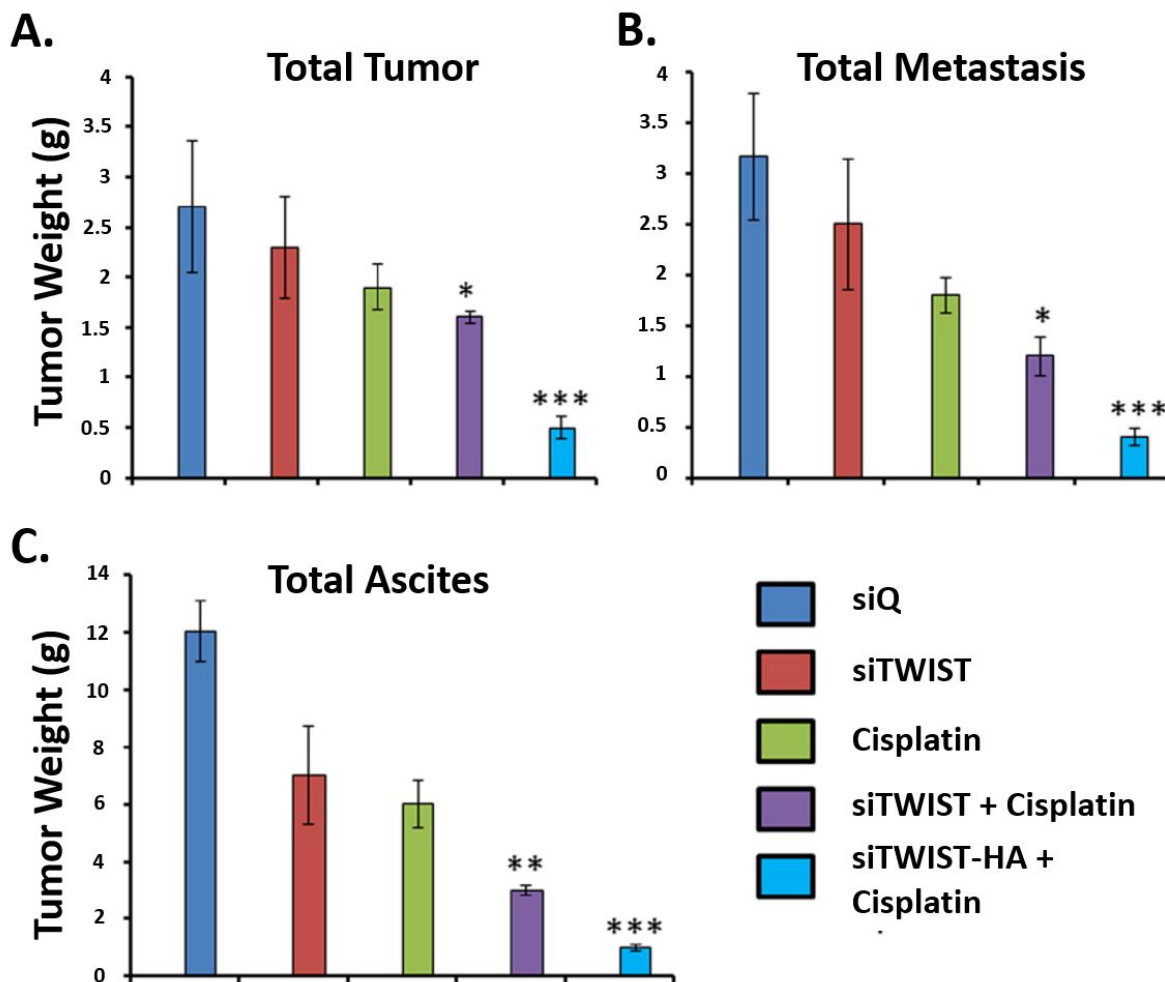 A.
Total Tumor
Tumor Weight (g)
4
3.5
3
2.5
2
1.5
1
0.5
0
*
***
B.
Total Metastasis
4
3.5
3
2.5
2
1.5
1
0.5
0
*
***
C.
Total Ascites
Tumor Weight (g)
14
12
10
8
6
4
2
0
**
***
siQ
siTWIST
Cisplatin
siTWIST + Cisplatin
siTWIST-HA +
Cisplatin